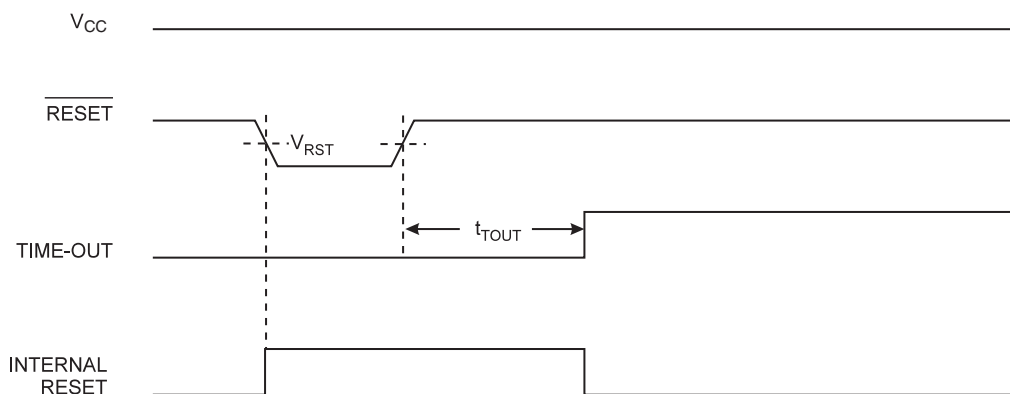 VCC
RESET
VRST
tTOUT
TIME-OUT
INTERNAL
RESET